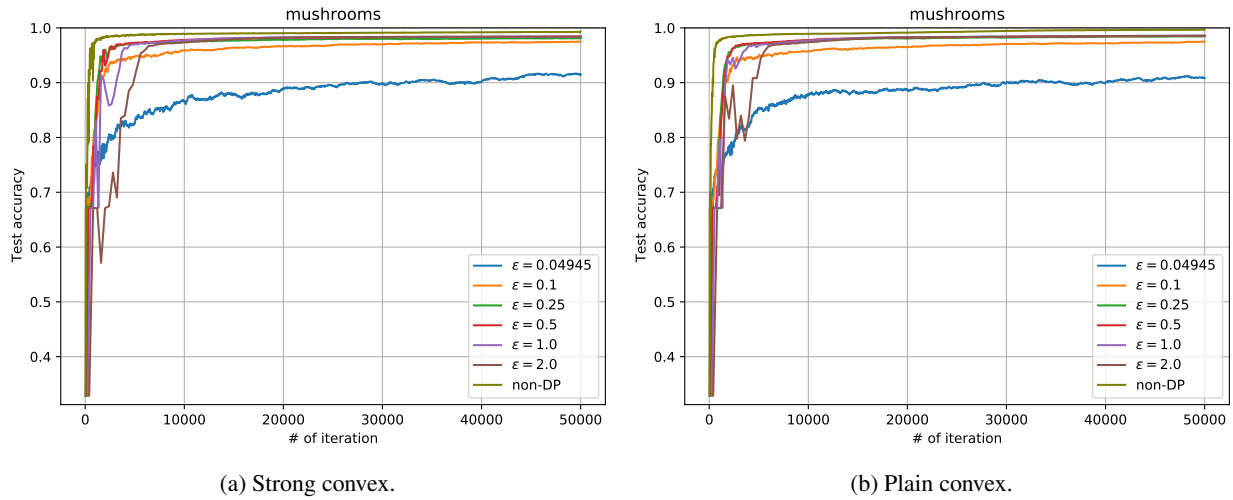 mushrooms
1.0
0.9
0.8
0.7
0.6
0.5
0.4
Test accuracy
ε = 0.04945
ε = 0.1
ε = 0.25
ε = 0.5
ε = 1.0
ε = 2.0
non-DP
0 10000 20000 30000 40000 50000
# of iteration
(a) Strong convex.
mushrooms
1.0
0.9
0.8
0.7
0.6
0.5
0.4
Test accuracy
ε = 0.04945
ε = 0.1
ε = 0.25
ε = 0.5
ε = 1.0
ε = 2.0
non-DP
0 10000 20000 30000 40000 50000
# of iteration
(b) Plain convex.